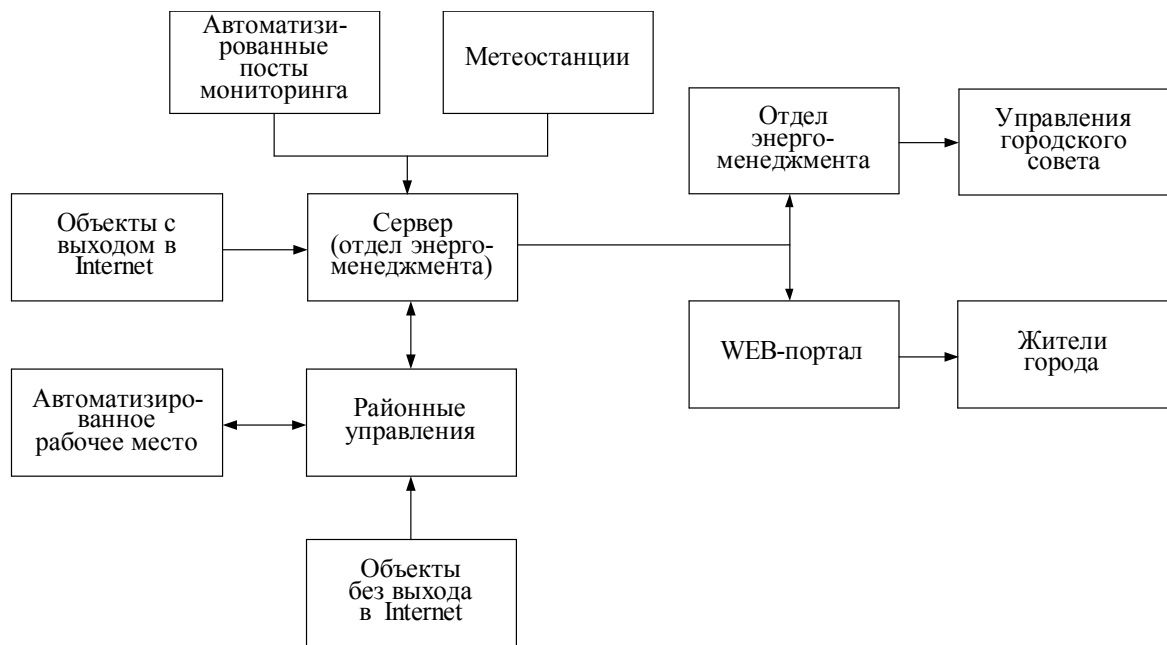 Автоматизи-
рованные
посты
мониторинга
Метеостанции
Отдел
энерго-
менеджмента
Управления
городского
совета
Объекты с
выходом в
Internet
Сервер
(отдел энерго-
менеджмента)
WEB-портал
Жители
города
Автоматизиро-
ванное
рабочее место
Районные
управления
Объекты
без выхода
в Internet